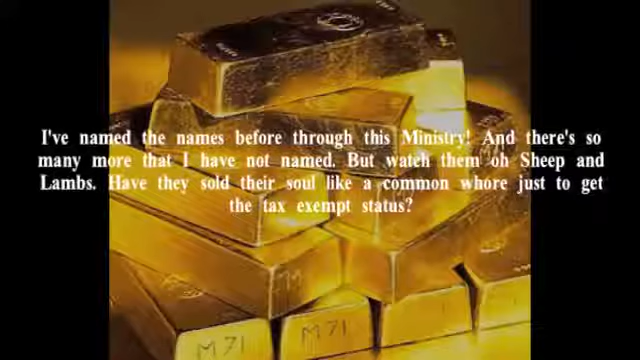 I've named the names before through this Ministry! And there's so
many more that I have not named. But watch them oh Sheep and
Lambs. Have they sold their soul like a common whore just to get
the tax exempt status?
M 71
M71